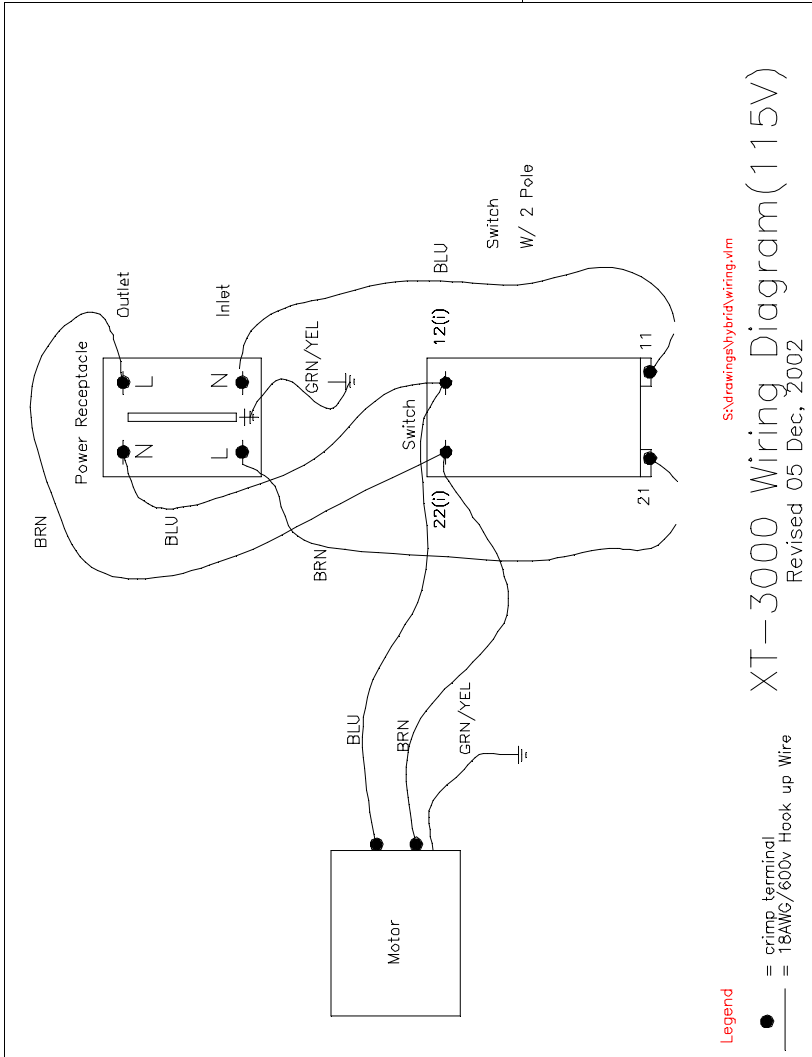 Power Receptacle
Outlet
Inlet
L
N
N
L
BRN
BLU
GRN/YEL
BRN
BLU
Switch
W/ 2 Pole
Switch
12(i)
22(i)
11
21
BLU
BRN
GRN/YEL
Motor
S:\drawings\hybrid\wiring.vlm
XT-3000 Wiring Diagram(115V)
Revised 05 Dec, 2002
Legend
= crimp terminal
= 18AWG/600v Hook up Wire